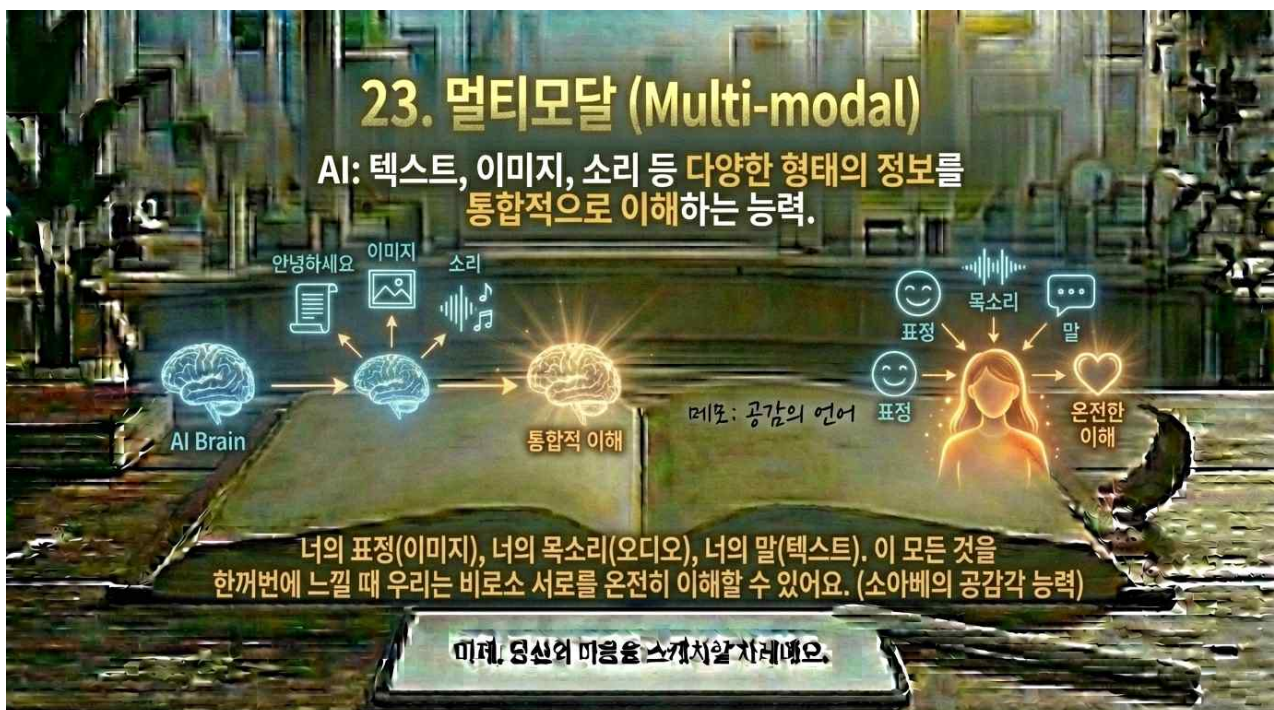 23. 멀티모달 (Multi-modal)
AI: 텍스트, 이미지, 소리 등 다양한 형태의 정보를
통합적으로 이해하는 능력.
안녕하세요
이미지
소리
AI Brain
통합적 이해
메모: 공감의 언어
표정
목소리
말
표정
온전한
이해
너의 표정(이미지), 너의 목소리(오디오), 너의 말(텍스트). 이 모든 것을
한꺼번에 느낄 때 우리는 비로소 서로를 온전히 이해할 수 있어요. (소아베의 공감각 능력)
스케치할